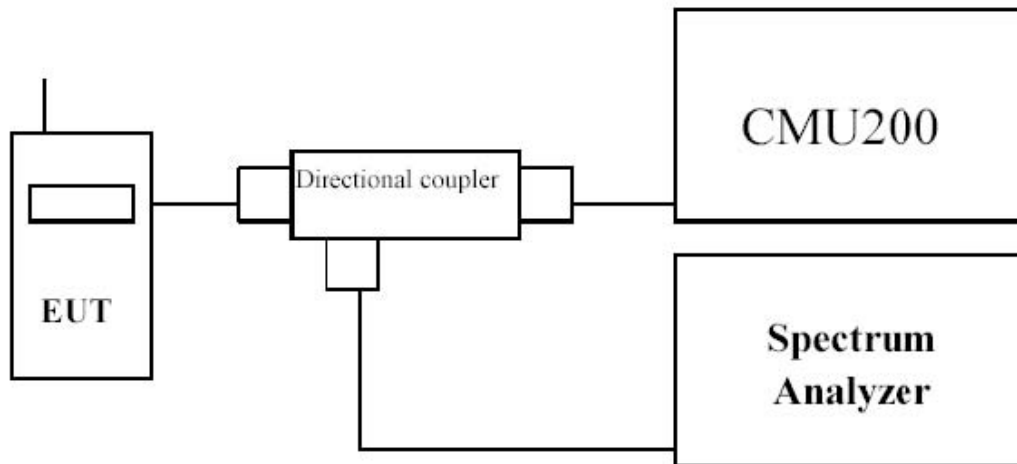 CMU200
Directional coupler
EUT
Spectrum
Analyzer